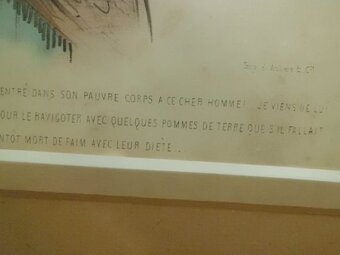 ENTRÉ DANS SON PAUVRE CORPS A CE CHER HOMME! JE VIENS DE LUI
POUR LE RAVIGOTER AVEC QUELQUES POMMES DE TERRE QUE S'IL FALLAIT
NTOT MORT DE FAIM AVEC LEUR DIÈTE..